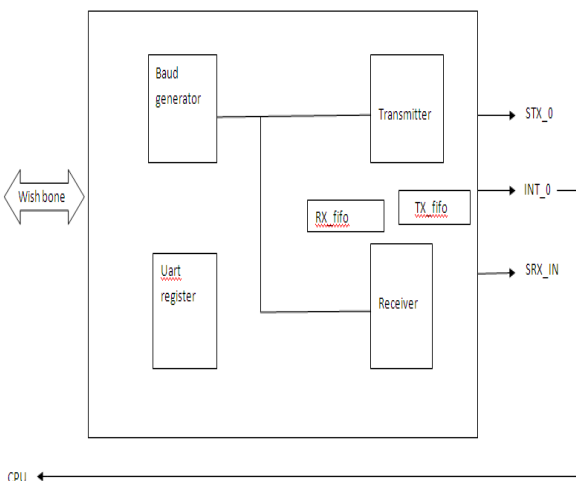 Baud
generator
Transmitter
STX_0
Wish bone
INT_0
TX_fifo
RX_fifo
Uart
register
Receiver
SRX_IN
CPU